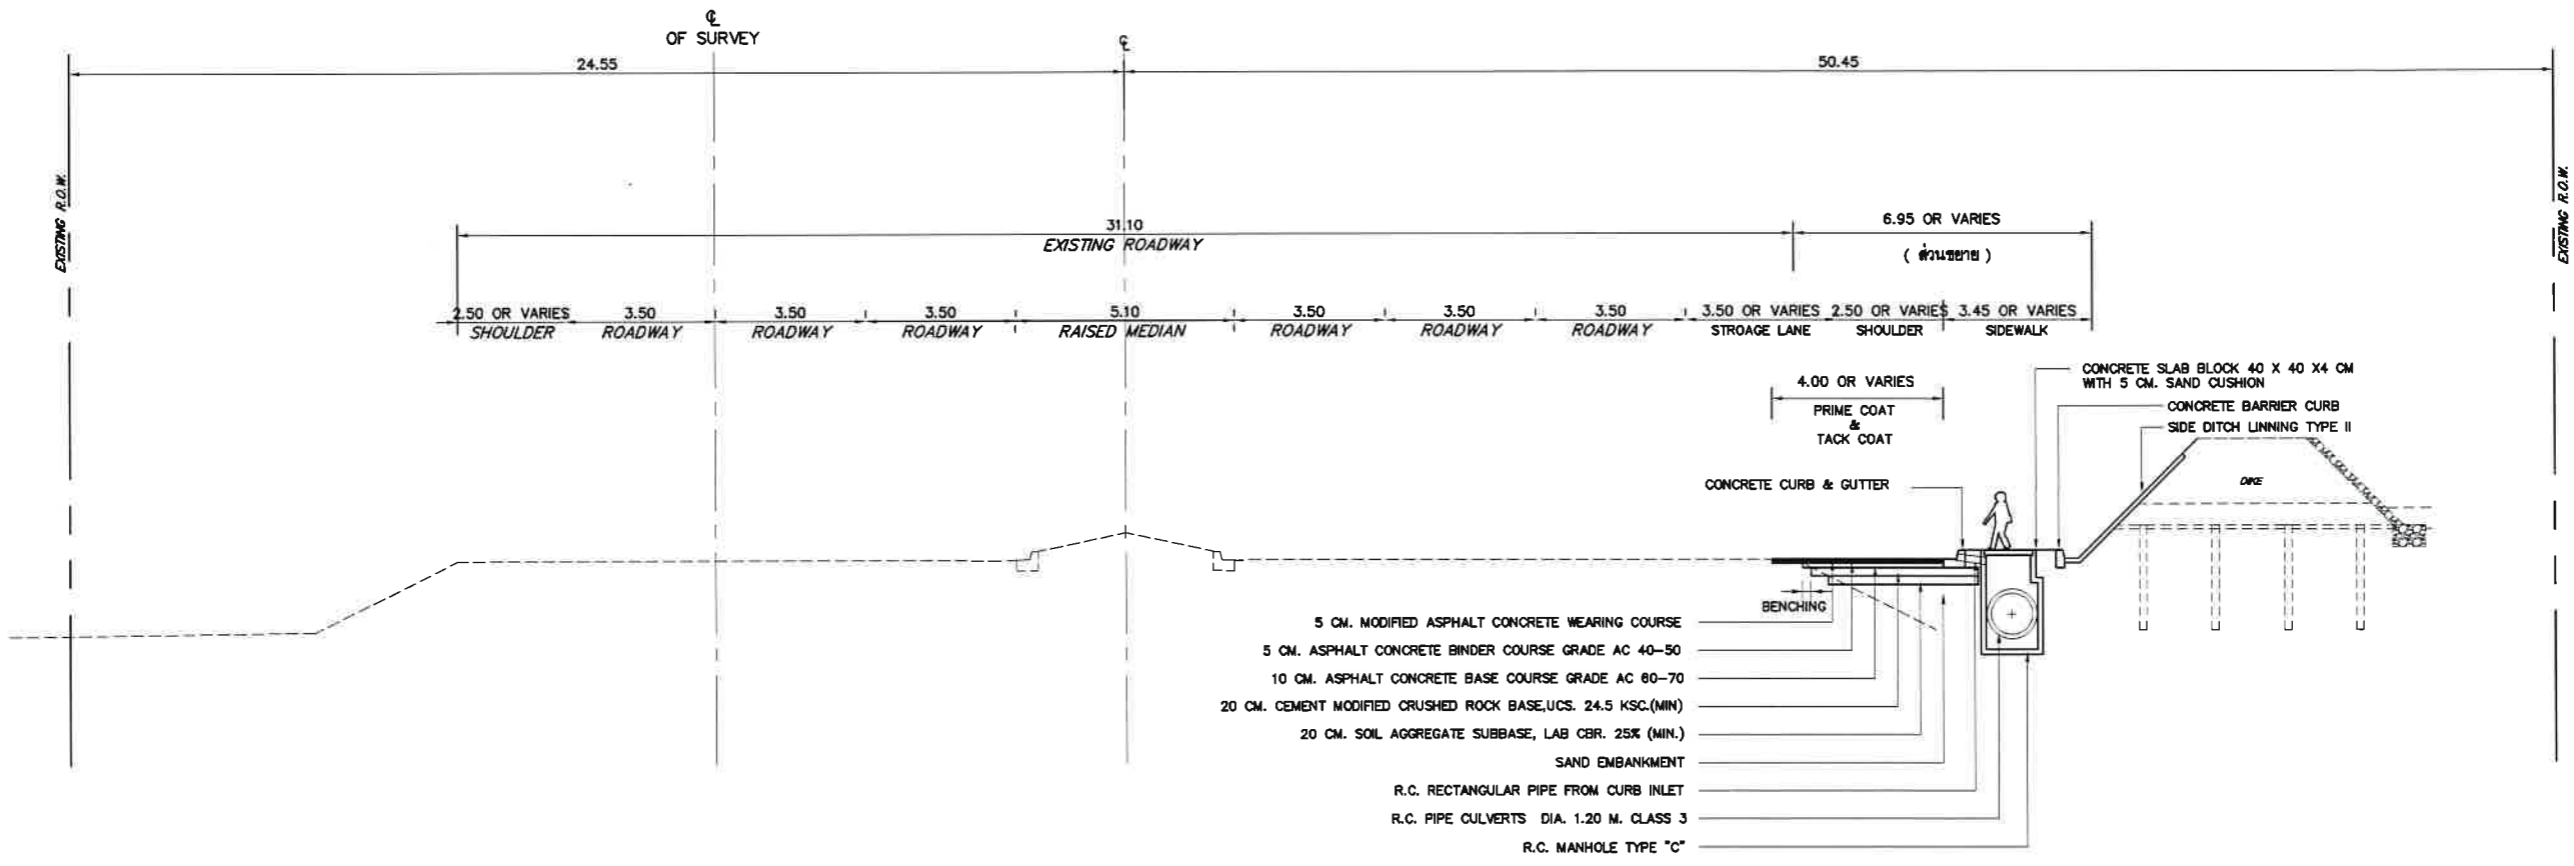 ℄
OF SURVEY
℄
24.55
50.45
EXISTING R.O.W.
EXISTING R.O.W.
31.10
EXISTING ROADWAY
6.95 OR VARIES
( ส่วนขยาย )
2.50 OR VARIES 3.50 3.50 3.50 5.10 3.50 3.50 3.50 3.50 OR VARIES 2.50 OR VARIES 3.45 OR VARIES
SHOULDER ROADWAY ROADWAY ROADWAY RAISED MEDIAN ROADWAY ROADWAY ROADWAY STROAGE LANE SHOULDER SIDEWALK
4.00 OR VARIES
PRIME COAT
&
TACK COAT
CONCRETE SLAB BLOCK 40 X 40 X4 CM
WITH 5 CM. SAND CUSHION
CONCRETE BARRIER CURB
SIDE DITCH LINNING TYPE II
CONCRETE CURB & GUTTER
DIKE
BENCHING
5 CM. MODIFIED ASPHALT CONCRETE WEARING COURSE
5 CM. ASPHALT CONCRETE BINDER COURSE GRADE AC 40-50
10 CM. ASPHALT CONCRETE BASE COURSE GRADE AC 60-70
20 CM. CEMENT MODIFIED CRUSHED ROCK BASE,UCS. 24.5 KSC.(MIN)
20 CM. SOIL AGGREGATE SUBBASE, LAB CBR. 25% (MIN.)
SAND EMBANKMENT
R.C. RECTANGULAR PIPE FROM CURB INLET
R.C. PIPE CULVERTS DIA. 1.20 M. CLASS 3
R.C. MANHOLE TYPE "C"